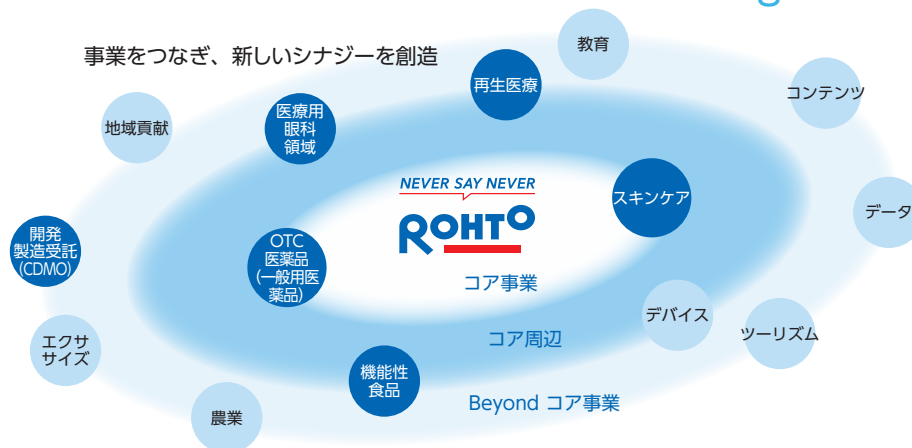 g
事業をつなぎ、新しいシナジーを創造
教育
再生医療
コンテンツ
地域貢献
医療用
眼科
領域
NEVER SAY NEVER
ROHTO
スキンケア
データ
開発
製造受託
(CDMO)
OTC
医薬品
(一般用医
薬品)
コア事業
デバイス
ツーリズム
エクサ
サイズ
コア周辺
機能性
食品
Beyond コア事業
農業